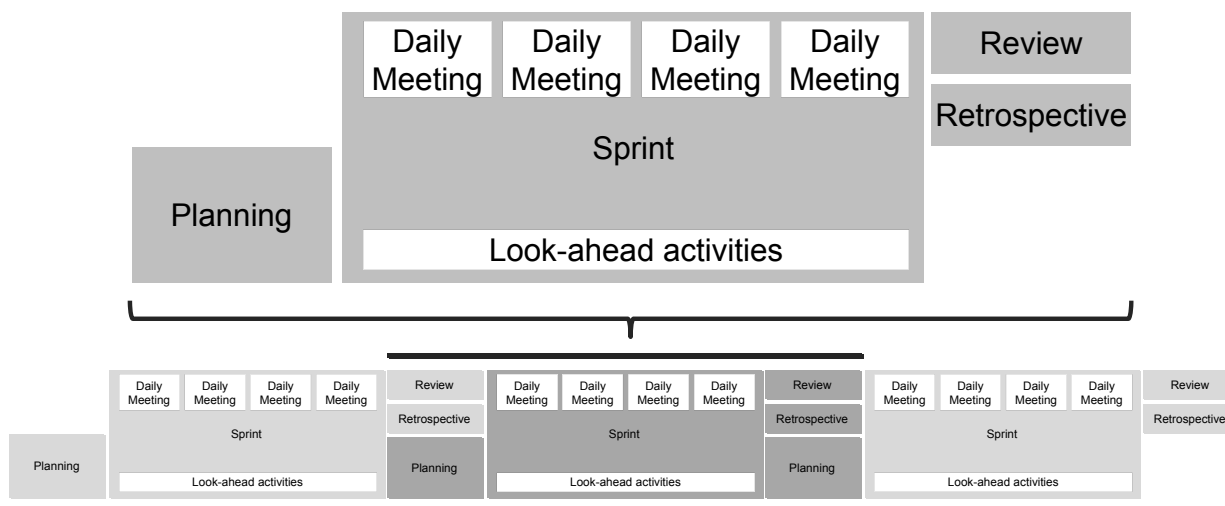 Daily Daily Daily Daily
Meeting Meeting Meeting Meeting
Review
Retrospective
Sprint
Planning
Look-ahead activities
Daily Daily Daily Daily
Meeting Meeting Meeting Meeting
Sprint
Planning
Look-ahead activities
Review
Retrospective
Planning
Daily Daily Daily Daily
Meeting Meeting Meeting Meeting
Sprint
Look-ahead activities
Review
Retrospective
Planning
Daily Daily Daily Daily
Meeting Meeting Meeting Meeting
Sprint
Look-ahead activities
Review
Retrospective